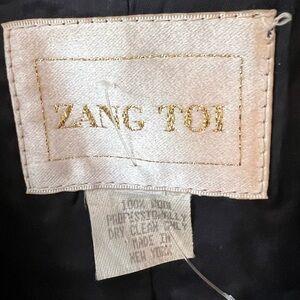 ZANG TOI
100% WOOL
PROFESSIONALLY
DRY CLEAN ONLY
MADE IN
NEW YORK